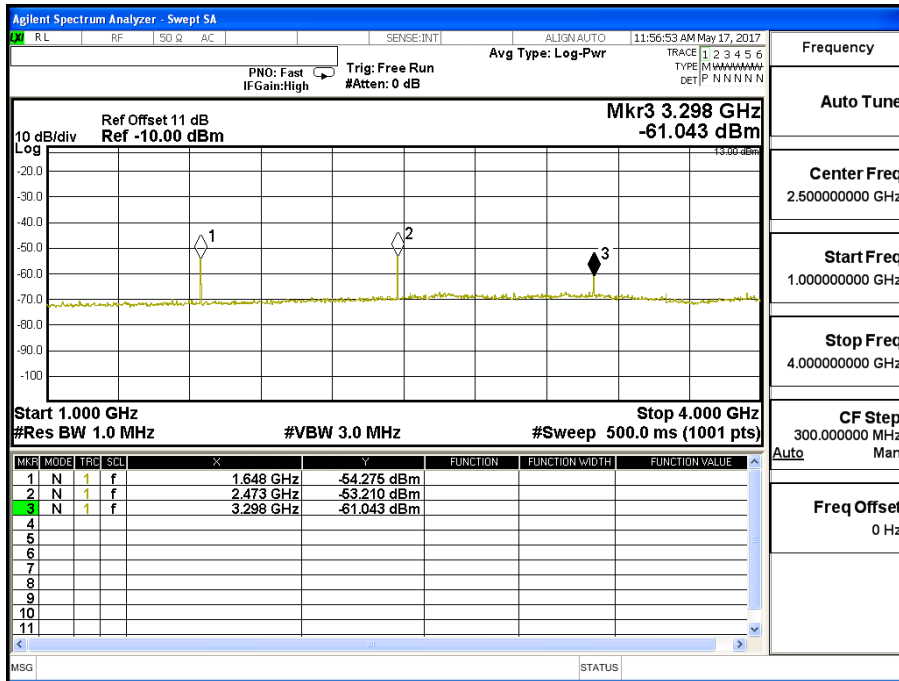 Agilent Spectrum Analyzer - Swept SA
LXI RL RF 50 Ω AC SENSE:INT ALIGN AUTO 11:56:53 AM May 17, 2017
Avg Type: Log-Pwr TRACE 1 2 3 4 5 6
PNO: Fast Trig: Free Run TYPE MWWWWW
IFGain:High #Atten: 0 dB DET P N N N N N
Mkr3 3.298 GHz
Ref Offset 11 dB
10 dB/div Ref -10.00 dBm -61.043 dBm
Log
-20.0
-30.0
-40.0
-50.0
-60.0
-70.0
-80.0
-90.0
-100
1
2
3
Start 1.000 GHz Stop 4.000 GHz
#Res BW 1.0 MHz #VBW 3.0 MHz #Sweep 500.0 ms (1001 pts)
MKR MODE TRC SCL X Y FUNCTION FUNCTION WIDTH FUNCTION VALUE
1 N 1 f 1.648 GHz -54.275 dBm
2 N 1 f 2.473 GHz -53.210 dBm
3 N 1 f 3.298 GHz -61.043 dBm
4
5
6
7
8
9
10
11
MSG STATUS
Frequency
Auto Tune
Center Freq
2.500000000 GHz
Start Freq
1.000000000 GHz
Stop Freq
4.000000000 GHz
CF Step
300.000000 MHz
Auto Man
Freq Offset
0 Hz